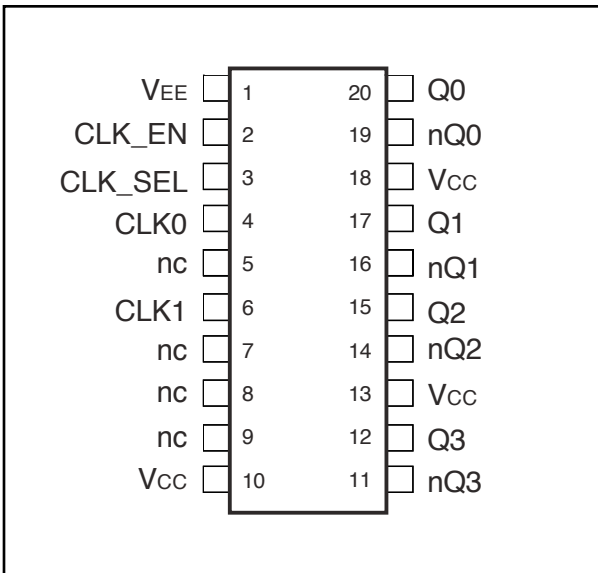 VEE 1 20 Q0
CLK_EN 2 19 nQ0
CLK_SEL 3 18 VCC
CLK0 4 17 Q1
nc 5 16 nQ1
CLK1 6 15 Q2
nc 7 14 nQ2
nc 8 13 VCC
nc 9 12 Q3
VCC 10 11 nQ3